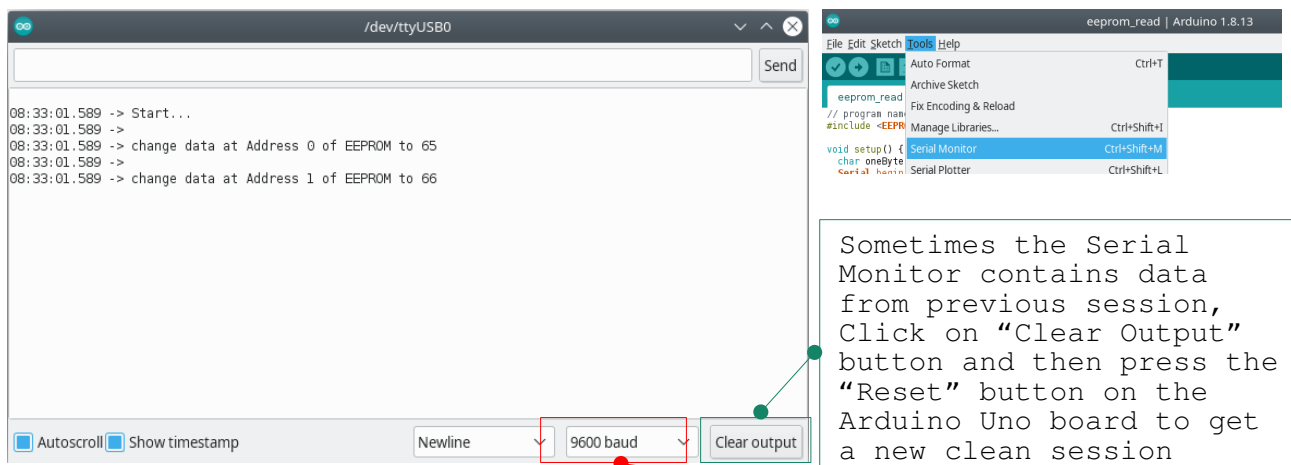 /dev/ttyUSB0
Send
08:33:01.589 -> Start...
08:33:01.589 ->
08:33:01.589 -> change data at Address 0 of EEPROM to 65
08:33:01.589 ->
08:33:01.589 -> change data at Address 1 of EEPROM to 66
Autoscroll Show timestamp Newline 9600 baud Clear output
eeprom_read | Arduino 1.8.13
File Edit Sketch Tools Help
Auto Format Ctrl+T
Archive Sketch
eeprom_read
Fix Encoding & Reload
// program nam
#include <EEPR
Manage Libraries... Ctrl+Shift+I
void setup() {
Serial Monitor Ctrl+Shift+M
char oneByte
Serial begin
Serial Plotter Ctrl+Shift+L
Sometimes the Serial
Monitor contains data
from previous session,
Click on “Clear Output”
button and then press the
“Reset” button on the
Arduino Uno board to get
a new clean session